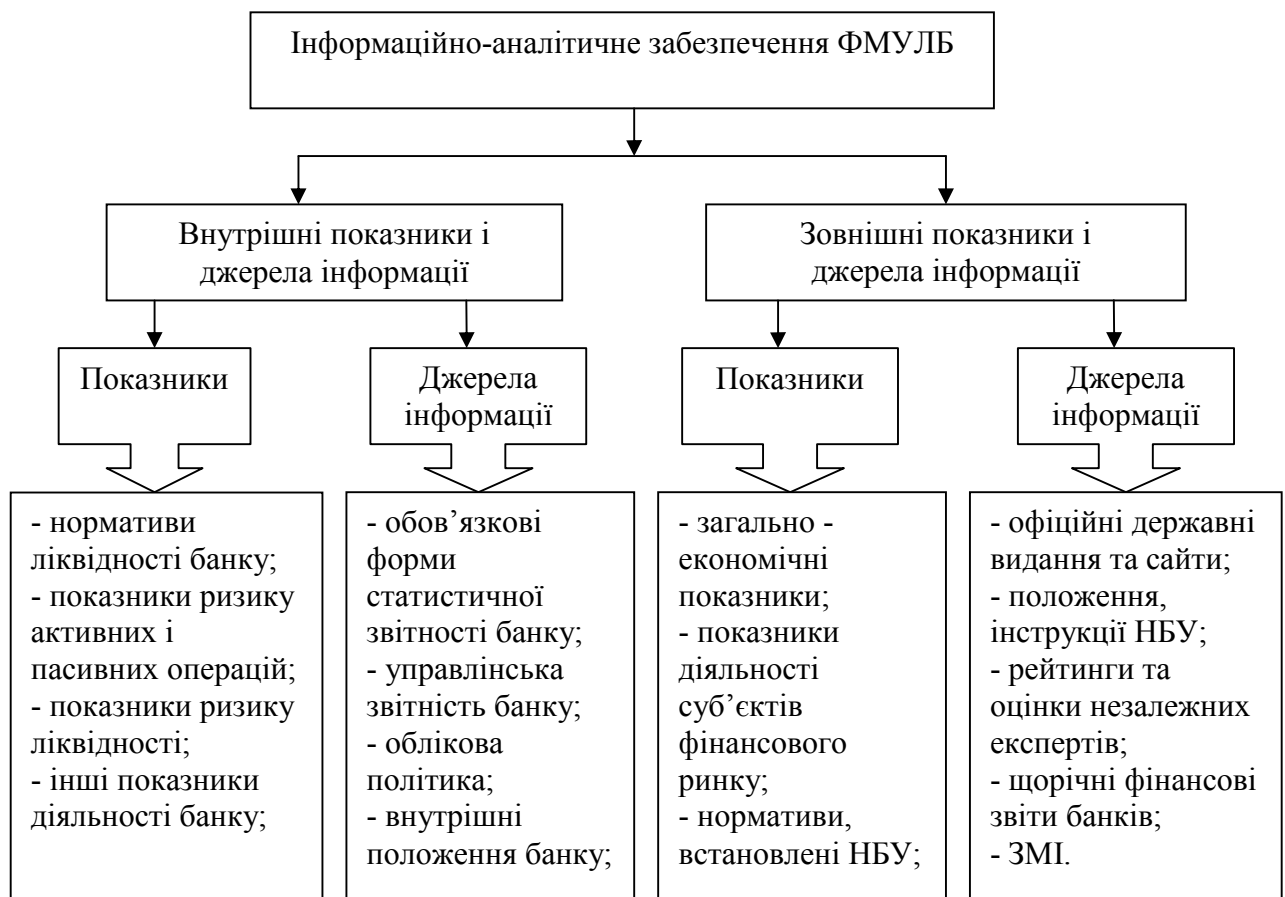 Інформаційно-аналітичне забезпечення ФМУЛБ
Внутрішні показники і
джерела інформації
Зовнішні показники і
джерела інформації
Показники
Джерела
інформації
Показники
Джерела
інформації
- нормативи
ліквідності банку;
- показники ризику
активних і
пасивних операцій;
- показники ризику
ліквідності;
- інші показники
діяльності банку;
- обов’язкові
форми
статистичної
звітності банку;
- управлінська
звітність банку;
- облікова
політика;
- внутрішні
положення банку;
- загально -
економічні
показники;
- показники
діяльності
суб’єктів
фінансового
ринку;
- нормативи,
встановлені НБУ;
- офіційні державні
видання та сайти;
- положення,
інструкції НБУ;
- рейтинги та
оцінки незалежних
експертів;
- щорічні фінансові
звіти банків;
- ЗМІ.